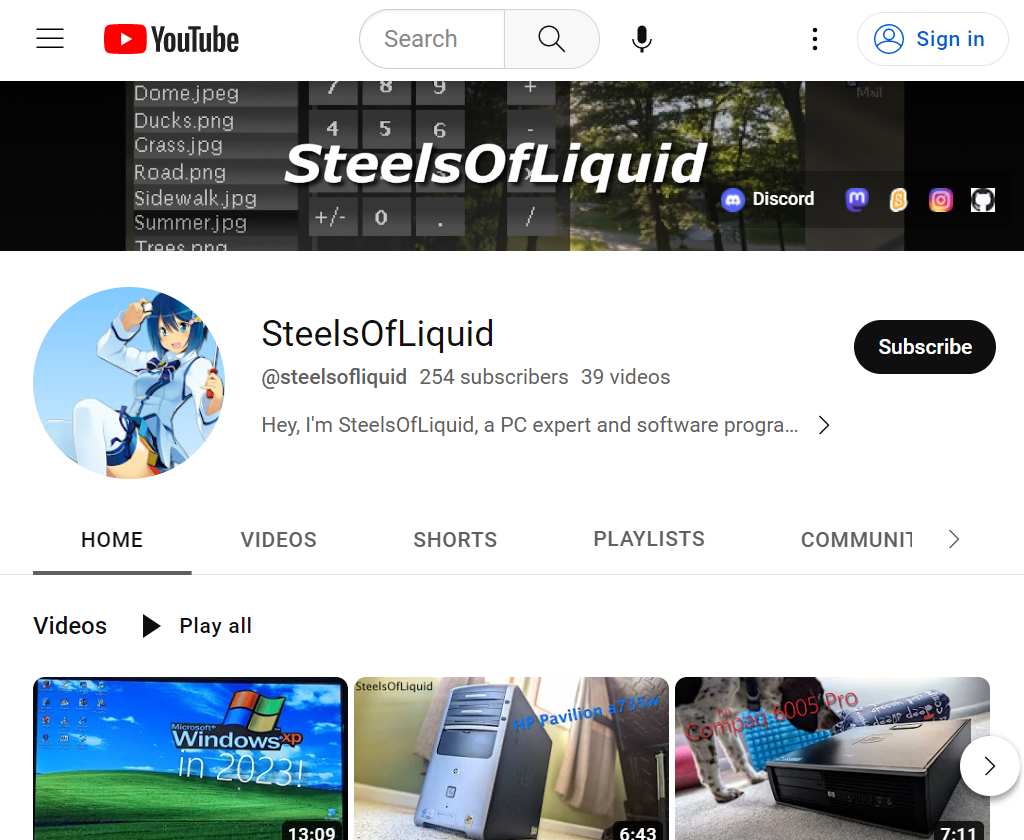 YouTube
Search
Sign in
Dome.jpeg
Ducks.png
Grass.jpg
Road.png
Sidewalk.jpg
Summer.jpg
Trees.png
7 8 9 +
4 5 6 -
+/- 0 . /
Mail
SteelsOfLiquid
Discord
SteelsOfLiquid
@steelsofliquid 254 subscribers 39 videos
Hey, I'm SteelsOfLiquid, a PC expert and software progra...
Subscribe
HOME VIDEOS SHORTS PLAYLISTS COMMUNIT
Videos
Play all
Microsoft
Windows xp
in 2023!
13:09
SteelsOfLiquid
HP Pavilion a735w
6:43
Hp
Compaq 6005 Pro
7:11